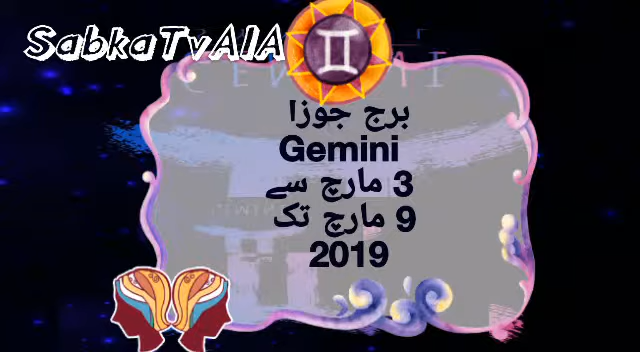 SabkaTvAIA
برج جوزا
Gemini
3 مارچ سے
9 مارچ تک
2019